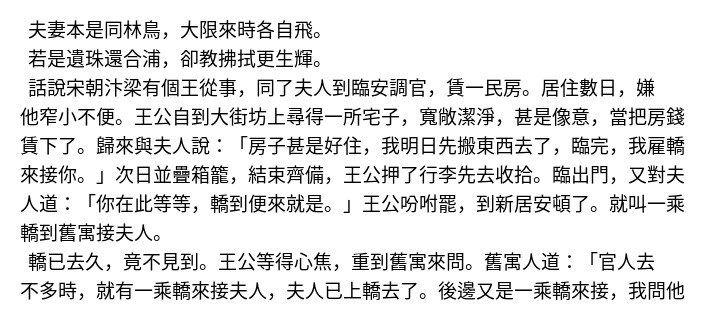 夫妻本是同林鳥，大限來時各自飛。
若是遺珠還合浦，卻教拂拭更生輝。
話說宋朝汴梁有個王從事，同了夫人到臨安調官，賃一民房。居住數日，嫌
他窄小不便。王公自到大街坊上尋得一所宅子，寬敞潔淨，甚是像意，當把房錢
賃下了。歸來與夫人說：「房子甚是好住，我明日先搬東西去了，臨完，我雇轎
來接你。」次日並疊箱籠，結束齊備，王公押了行李先去收拾。臨出門，又對夫
人道：「你在此等等，轎到便來就是。」王公吩咐罷，到新居安頓了。就叫一乘
轎到舊寓接夫人。
轎已去久，竟不見到。王公等得心焦，重到舊寓來問。舊寓人道：「官人去
不多時，就有一乘轎來接夫人，夫人已上轎去了。後邊又是一乘轎來接，我問他